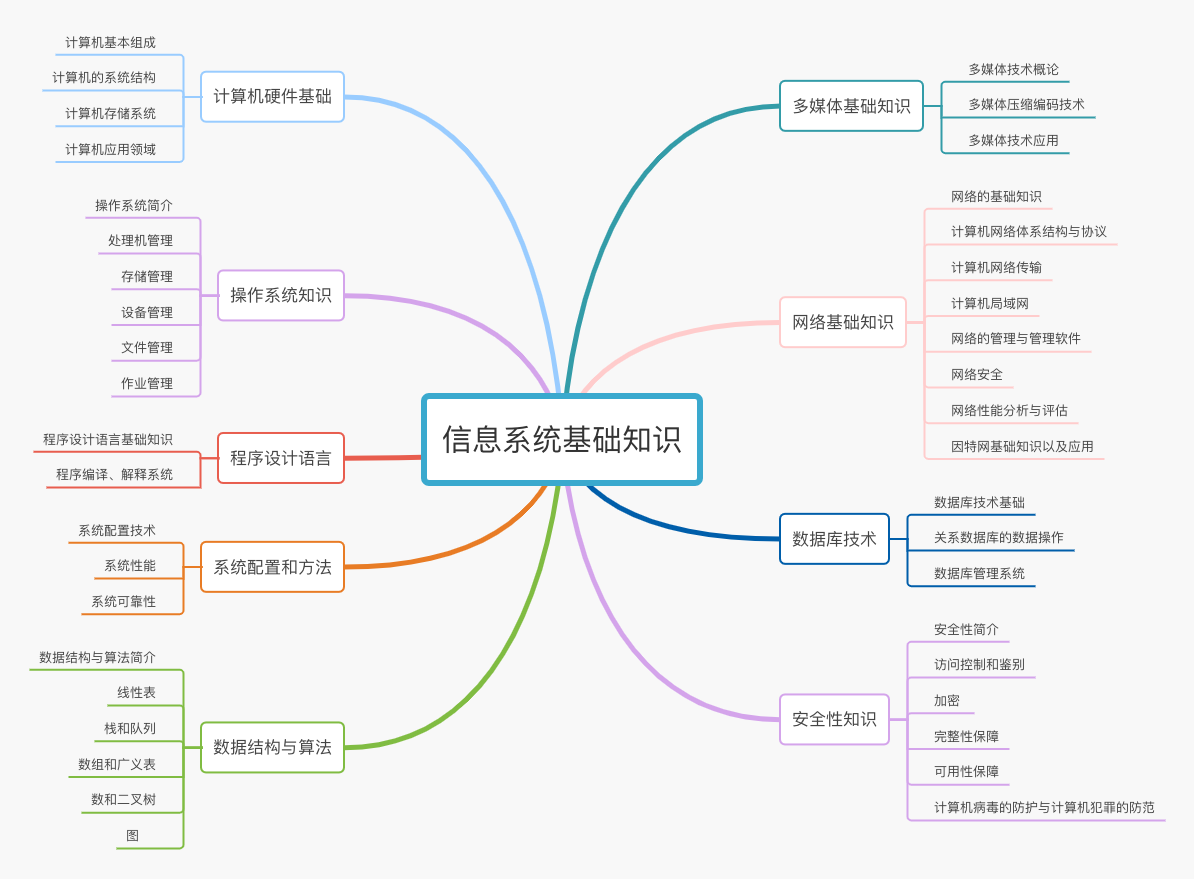 信息系统基础知识
计算机硬件基础
计算机基本组成
计算机的系统结构
计算机存储系统
计算机应用领域
操作系统知识
操作系统简介
处理机管理
存储管理
设备管理
文件管理
作业管理
程序设计语言
程序设计语言基础知识
程序编译、解释系统
系统配置和方法
系统配置技术
系统性能
系统可靠性
数据结构与算法
数据结构与算法简介
线性表
栈和队列
数组和广义表
数和二叉树
图
多媒体基础知识
多媒体技术概论
多媒体压缩编码技术
多媒体技术应用
网络基础知识
网络的基础知识
计算机网络体系结构与协议
计算机网络传输
计算机局域网
网络的管理与管理软件
网络安全
网络性能分析与评估
因特网基础知识以及应用
数据库技术
数据库技术基础
关系数据库的数据操作
数据库管理系统
安全性知识
安全性简介
访问控制和鉴别
加密
完整性保障
可用性保障
计算机病毒的防护与计算机犯罪的防范